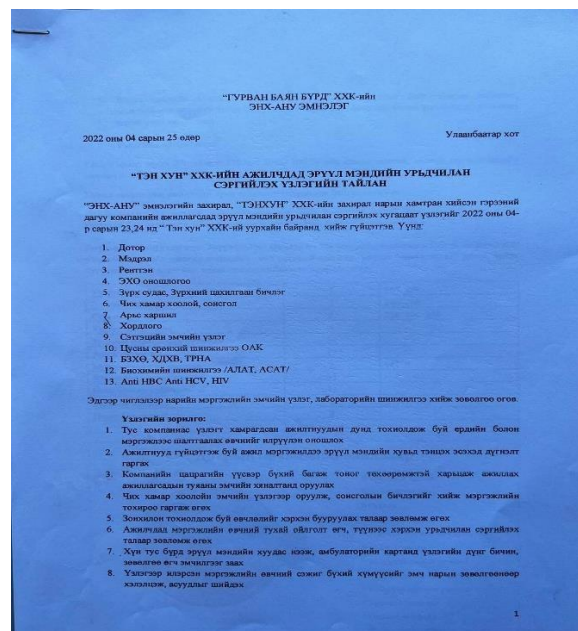 "ГУРВАН БАЯН БҮРД" ХХК-ийн
ЭНХ-АНУ ЭМНЭЛЭГ
2022 оны 04 сарын 25 өдөр Улаанбаатар хот
"ТЭН ХУН" ХХК-ИЙН АЖИЛЧДАД ЭРҮҮЛ МЭНДИЙН УРЬДЧИЛАН
СЭРГИЙЛЭХ ҮЗЛЭГИЙН ТАЙЛАН
"ЭНХ-АНУ" эмнэлэгийн захирал, "ТЭНХУН" ХХК-ийн захирал нарын хамтран хийсэн гэрээний
дагуу компанийн ажиллагсдад эрүүл мэндийн урьдчилан сэргийлэх хугацаат үзлэгийг 2022 оны 04-
р сарын 23,24 нд " Тэн хун" ХХК-ий уурхайн байранд хийж гүйцэтгэв. Үүнд:
1. Дотор
2. Мэдрэл
3. Рентгэн
4. ЭХО оношлогоо
5. Зүрх судас, Зүрхний цахилгаан бичлэг
6. Чих хамар хоолой, сонсгол
7. Арьс харшил
8. Хордлого
9. Сэтгэцийн эмчийн үзлэг
10. Цусны ерөнхий шинжилгээ ОАК
11. БЗХӨ, ХДХВ, ТРНА
12. Биохимийн шинжилгээ /АЛАТ, АСАТ/
13. Anti HBC Anti HCV, HIV
Эдгээр чиглэлээр нарийн мэргэжлийн эмчийн үзлэг, лабораторийн шинжилгээ хийж зөвөлгөө өгөв.
Үзлэгийн зорилго:
1. Тус компаниас үзлэгт хамрагдсан ажилтнуудын дунд тохиолдож буй ердийн болон
мэргэжлээс шалтгаалах өвчнийг илрүүлэн оношлох
2. Ажилтнууд гүйцэтгэж буй ажил мэргэжилдээ эрүүл мэндийн хувьд тэнцэх эсэхэд дүгнэлт
гаргах
3. Компанийн цацрагийн үүсвэр бүхий багаж тоног төхөөрөмжтэй харьцаж ажиллах
ажиллагсадын туханы эмчийн хяналтанд оруулах
4. Чих хамар хоолойн эмчийн үзлэгээр оруулж, сонсголын бичлэгийг хийж мэргэжлийн
тохироо гаргаж өгөх
5. Зонхилон тохиолдож буй өвчлөлийг хэрхэн бууруулах талаар зөвлөмж өгөх
6. Ажилчдад мэргэжлийн өвчний тухай ойлголт өгч, түүнээс хэрхэн урьдчилан сэргийлэх
талаар зөвлөмж өгөх
7. Хүн тус бүрд эрүүл мэндийн хуудас нээж, амбулаторийн картанд үзлэгийн дүнг бичин,
зөвөлгөө өгч эмчилгээг заах
8. Үзлэгээр илэрсэн мэргэжлийн өвчний сэжиг бүхий хүмүүсийг эмч нарын зөвөлгөөнөөр
хэлэлцэж, асуудлыг шийдэх
1